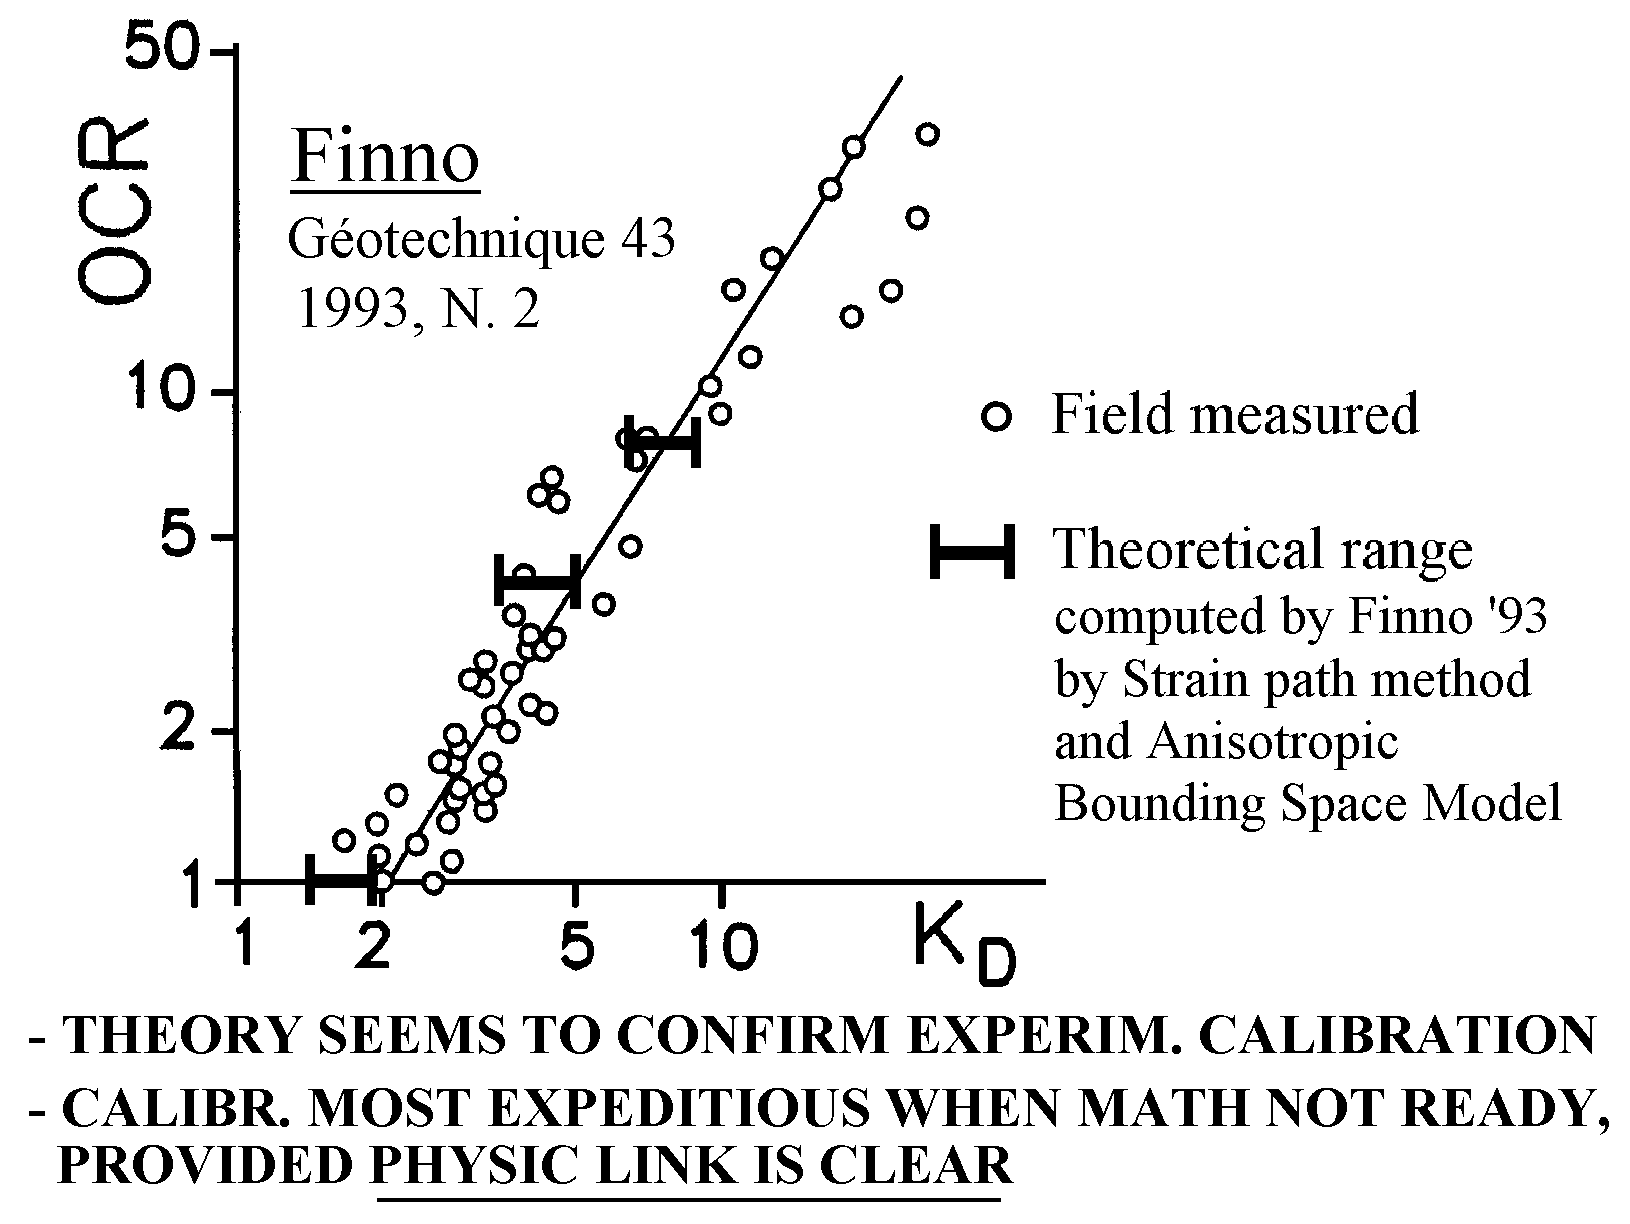 50
OCR
Finno
Géotechnique 43
1993, N. 2
10
Field measured
5
Theoretical range
computed by Finno '93
by Strain path method
and Anisotropic
Bounding Space Model
2
1
1 2 5 10 KD
- THEORY SEEMS TO CONFIRM EXPERIM. CALIBRATION
- CALIBR. MOST EXPEDITIOUS WHEN MATH NOT READY,
PROVIDED PHYSIC LINK IS CLEAR